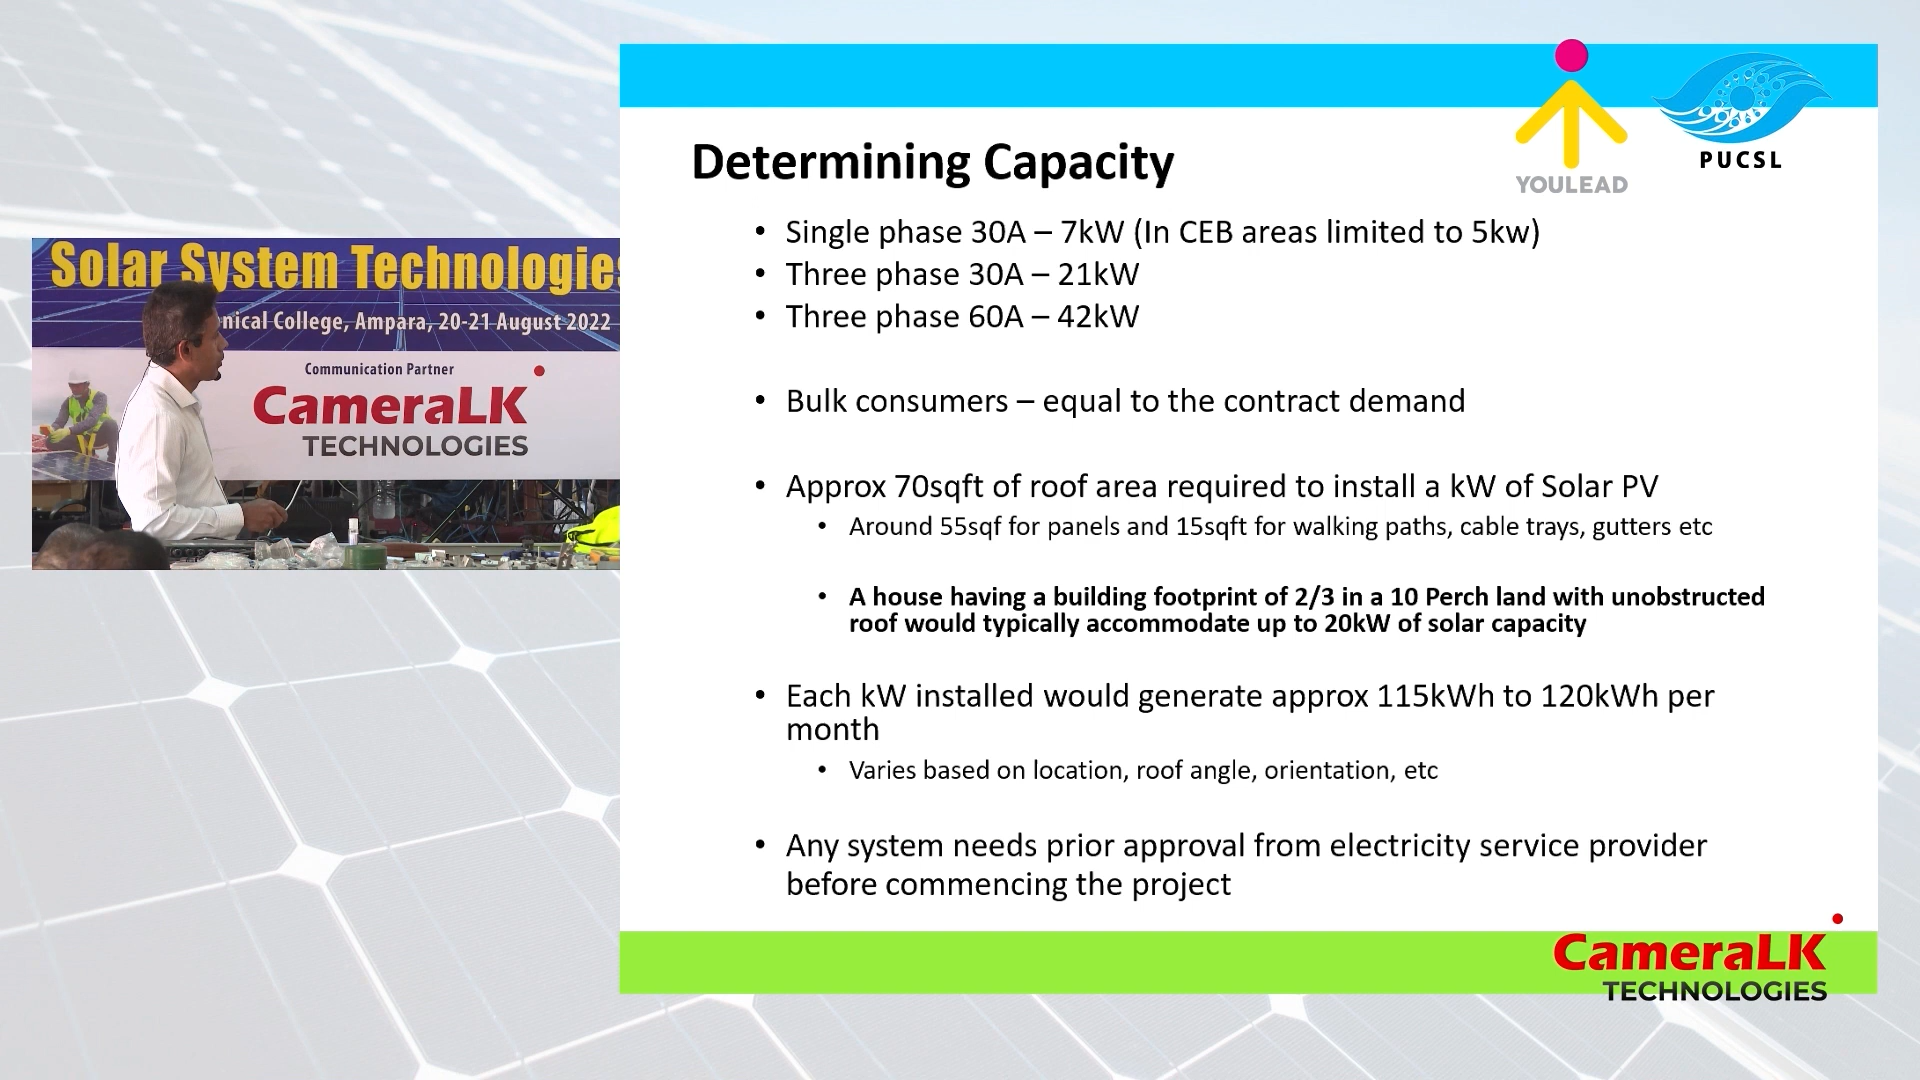 Solar System Technologies
nical College, Ampara, 20-21 August 2022
Communication Partner
CameraLK
TECHNOLOGIES
YOULEAD
PUCSL
Determining Capacity
• Single phase 30A – 7kW (In CEB areas limited to 5kw)
• Three phase 30A – 21kW
• Three phase 60A – 42kW
• Bulk consumers – equal to the contract demand
• Approx 70sqft of roof area required to install a kW of Solar PV
• Around 55sqf for panels and 15sqft for walking paths, cable trays, gutters etc
• A house having a building footprint of 2/3 in a 10 Perch land with unobstructed
roof would typically accommodate up to 20kW of solar capacity
• Each kW installed would generate approx 115kWh to 120kWh per
month
• Varies based on location, roof angle, orientation, etc
• Any system needs prior approval from electricity service provider
before commencing the project
CameraLK
TECHNOLOGIES